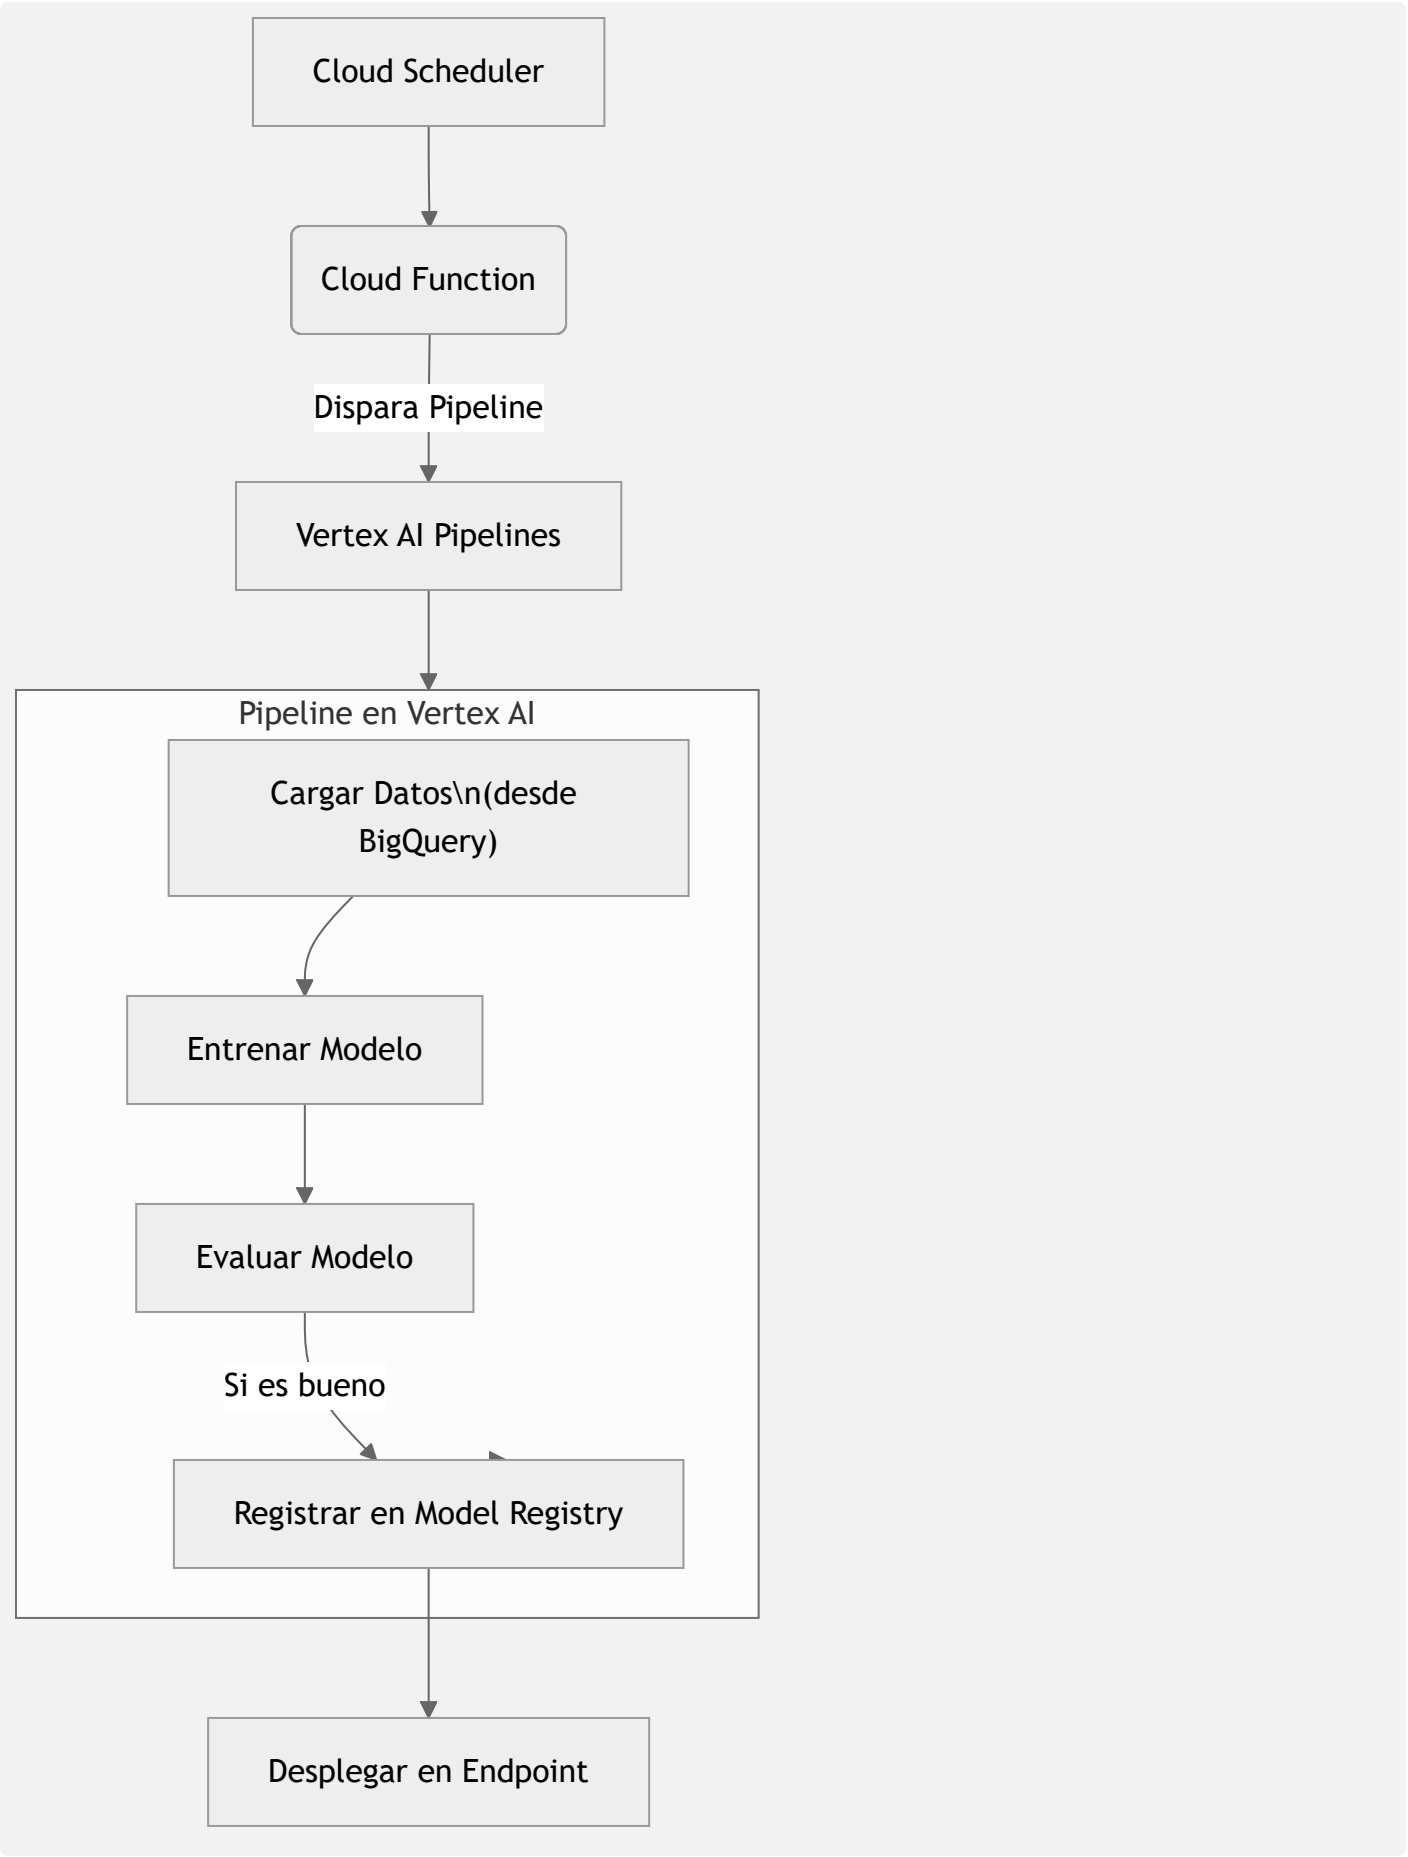 Cloud Scheduler
Cloud Function
Dispara Pipeline
Vertex AI Pipelines
Pipeline en Vertex AI
Cargar Datos\n(desde
BigQuery)
Entrenar Modelo
Evaluar Modelo
Si es bueno
Registrar en Model Registry
Desplegar en Endpoint